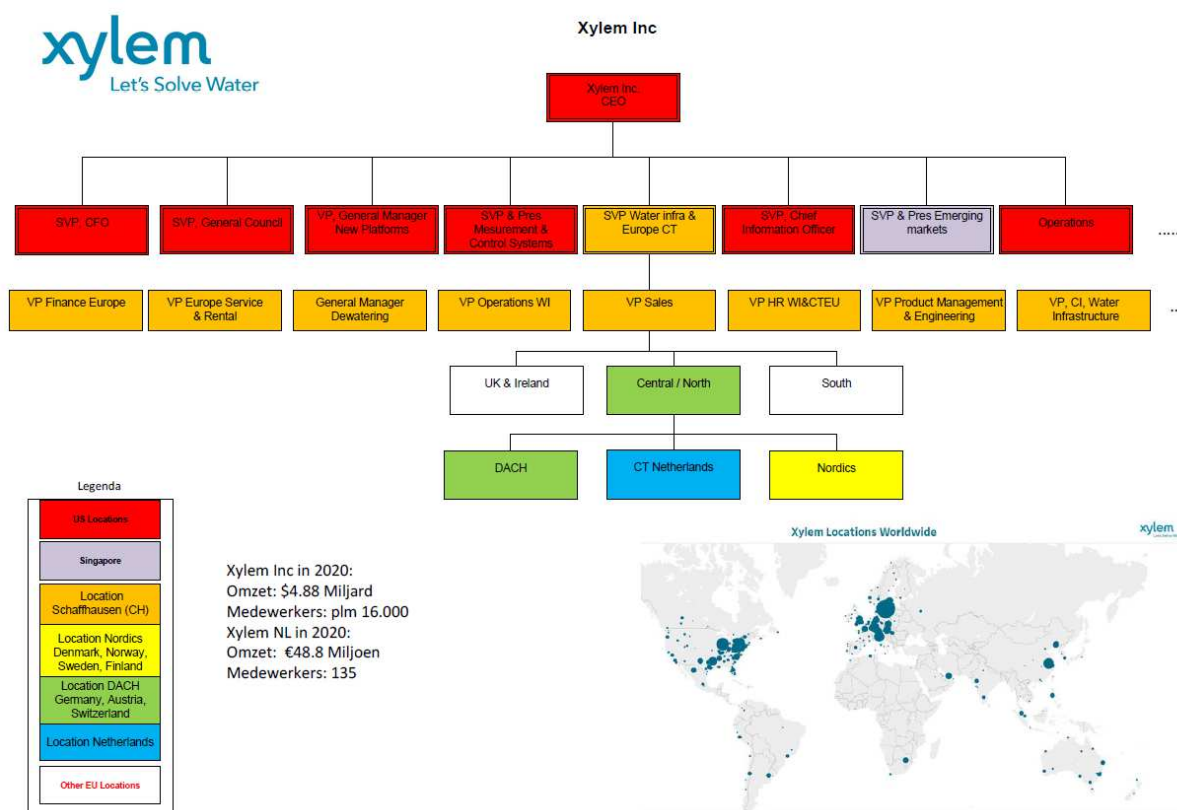 xylem
Let's Solve Water
Xylem Inc
Xylem Inc.
CEO
SVP, CFO
SVP, General Council
VP, General Manager
New Platforms
SVP & Pres
Mesurement &
Control Systems
SVP Water infra &
Europe CT
SVP, Chief
Information Officer
SVP & Pres Emerging
markets
Operations
.....
VP Finance Europe
VP Europe Service
& Rental
General Manager
Dewatering
VP Operations WI
VP Sales
VP HR WI&CTEU
VP Product Management
& Engineering
VP, CI, Water
Infrastructure
...
UK & Ireland
Central / North
South
DACH
CT Netherlands
Nordics
Legenda
US Locations
Singapore
Location
Schaffhausen (CH)
Location Nordics
Denmark, Norway,
Sweden, Finland
Location DACH
Germany, Austria,
Switzerland
Location Netherlands
Other EU Locations
Xylem Inc in 2020:
Omzet: $4.88 Miljard
Medewerkers: plm 16.000
Xylem NL in 2020:
Omzet: €48.8 Miljoen
Medewerkers: 135
Xylem Locations Worldwide
xylem